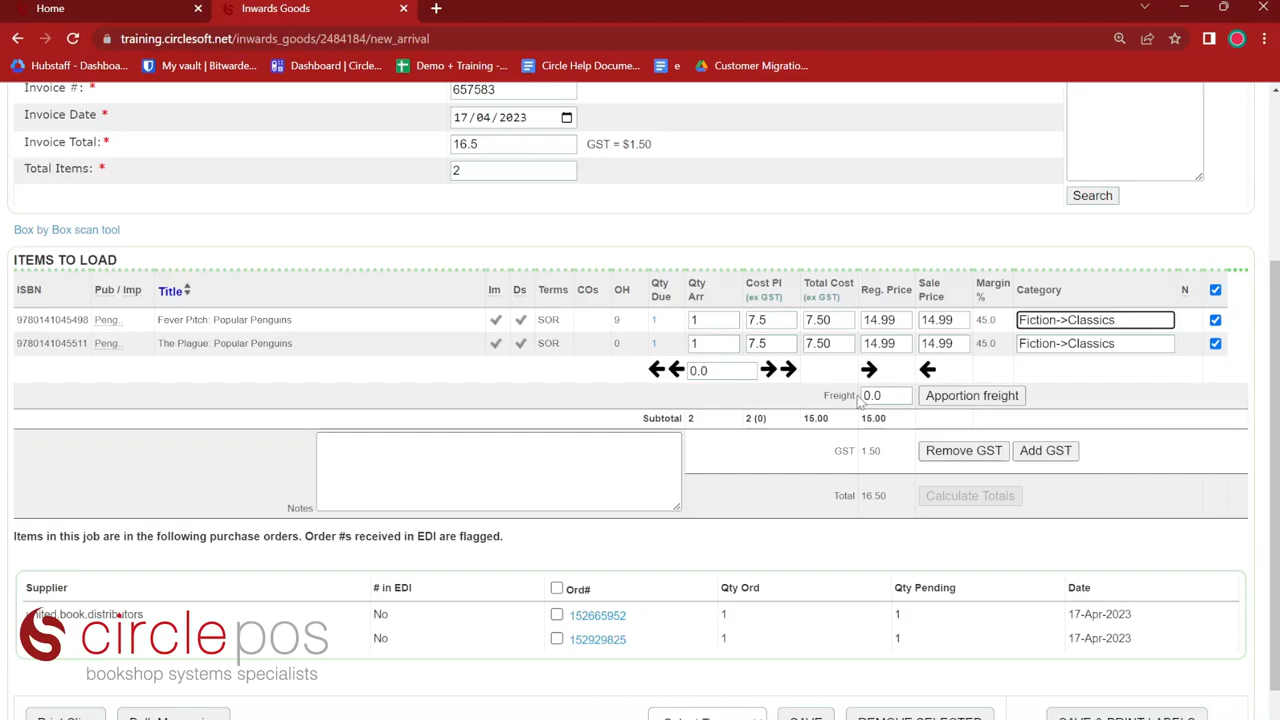 Home
Inwards Goods
training.circlesoft.net/inwards_goods/2484184/new_arrival
Hubstaff - Dashboa...
My vault | Bitwarde...
Dashboard | Circle...
Demo + Training -...
Circle Help Docume...
e
Customer Migratio...
Invoice #: *
657583
Invoice Date *
17/04/2023
Invoice Total: *
16.5
GST = $1.50
Total Items: *
2
Search
Box by Box scan tool
ITEMS TO LOAD
ISBN Pub / Imp Title Im Ds Terms COs OH Qty Due Qty Arr Cost PI (ex GST) Total Cost (ex GST) Reg. Price Sale Price Margin % Category N
9780141045498 Peng.. Fever Pitch: Popular Penguins SOR 9 1 1 7.5 7.50 14.99 14.99 45.0 Fiction->Classics
9780141045511 Peng.. The Plague: Popular Penguins SOR 0 1 1 7.5 7.50 14.99 14.99 45.0 Fiction->Classics
0.0
Freight 0.0 Apportion freight
Subtotal 2 2 (0) 15.00 15.00
GST 1.50 Remove GST Add GST
Total 16.50 Calculate Totals
Notes
Items in this job are in the following purchase orders. Order #s received in EDI are flagged.
Supplier # in EDI Ord# Qty Ord Qty Pending Date
united.book.distributors No 152665952 1 1 17-Apr-2023
No 152929825 1 1 17-Apr-2023
circlepos
bookshop systems specialists
SAVE
REMOVE SELECTED
SAVE & PRINT LABELS